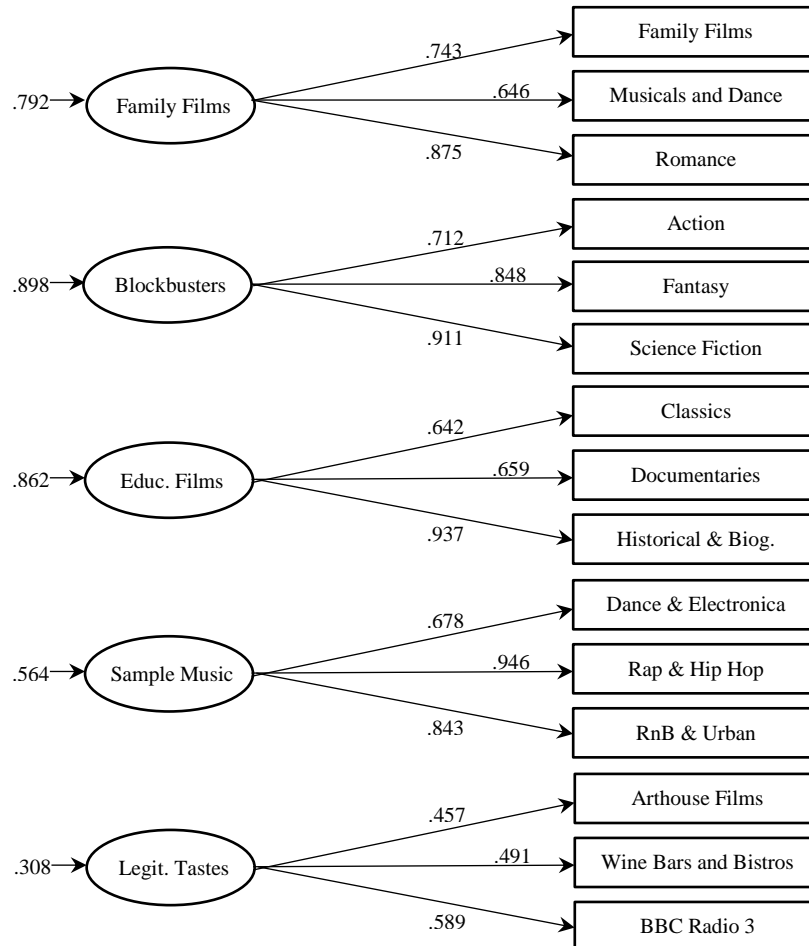 .743
Family Films
.792
Family Films
.646
Musicals and Dance
.875
Romance
.712
Action
.898
Blockbusters
.848
Fantasy
.911
Science Fiction
.642
Classics
.862
Educ. Films
.659
Documentaries
.937
Historical & Biog.
.678
Dance & Electronica
.564
Sample Music
.946
Rap & Hip Hop
.843
RnB & Urban
.457
Arthouse Films
.308
Legit. Tastes
.491
Wine Bars and Bistros
.589
BBC Radio 3